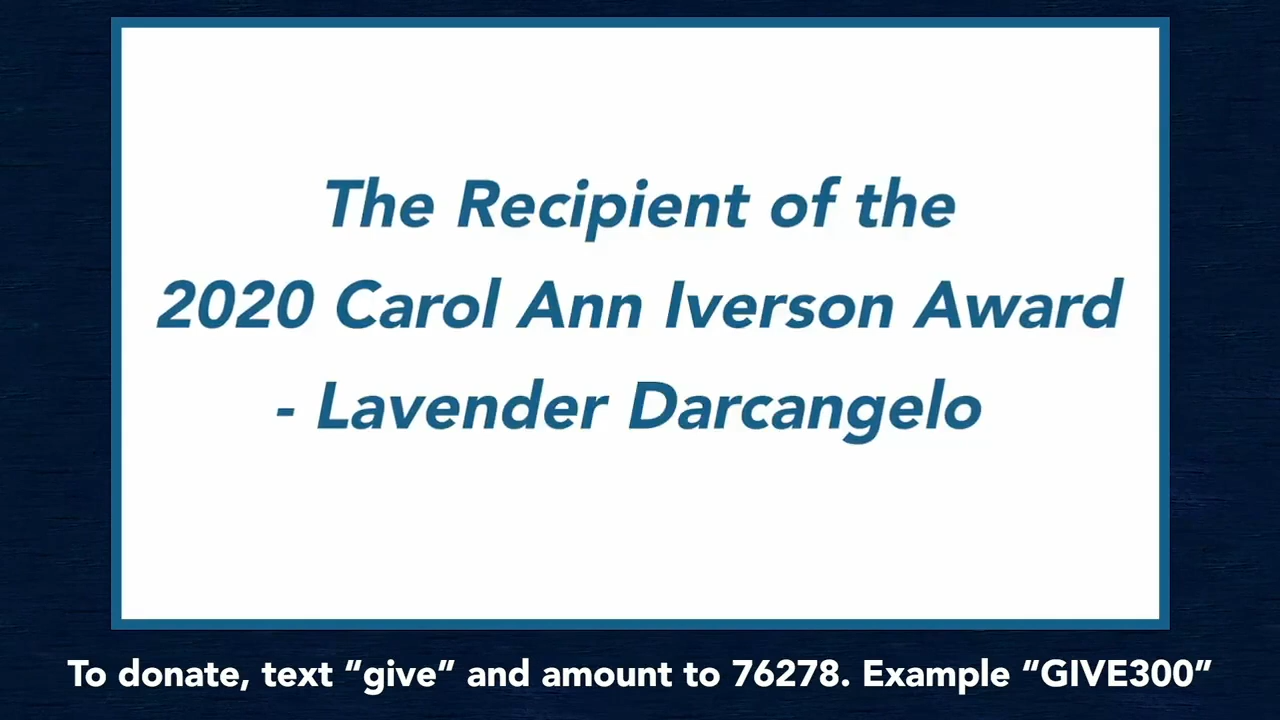 The Recipient of the
2020 Carol Ann Iverson Award
- Lavender Darcangelo
To donate, text “give” and amount to 76278. Example “GIVE300”